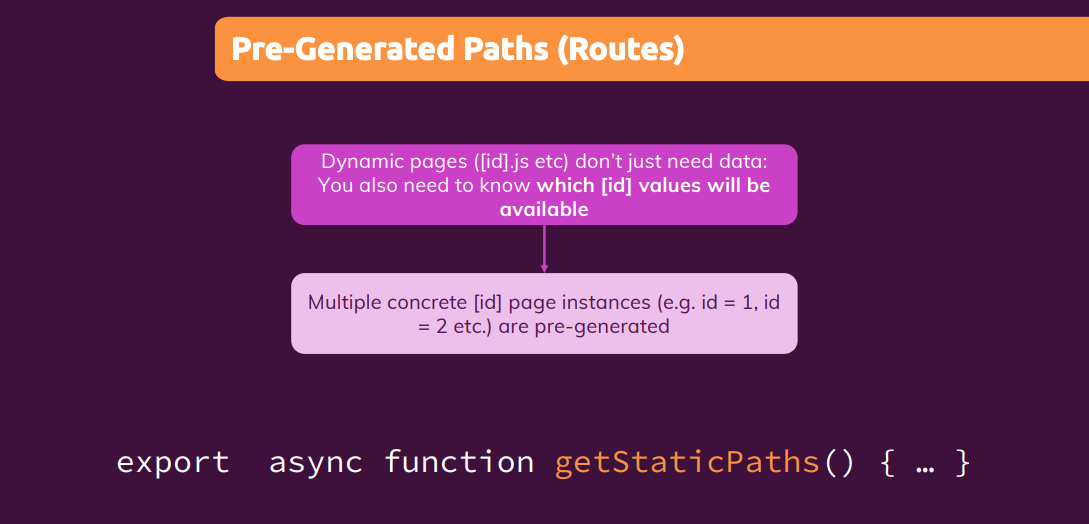 Pre-Generated Paths (Routes)
Dynamic pages ([id].js etc) don't just need data:
You also need to know which [id] values will be
available
Multiple concrete [id] page instances (e.g. id = 1, id
= 2 etc.) are pre-generated
export  async function getStaticPaths() { … }